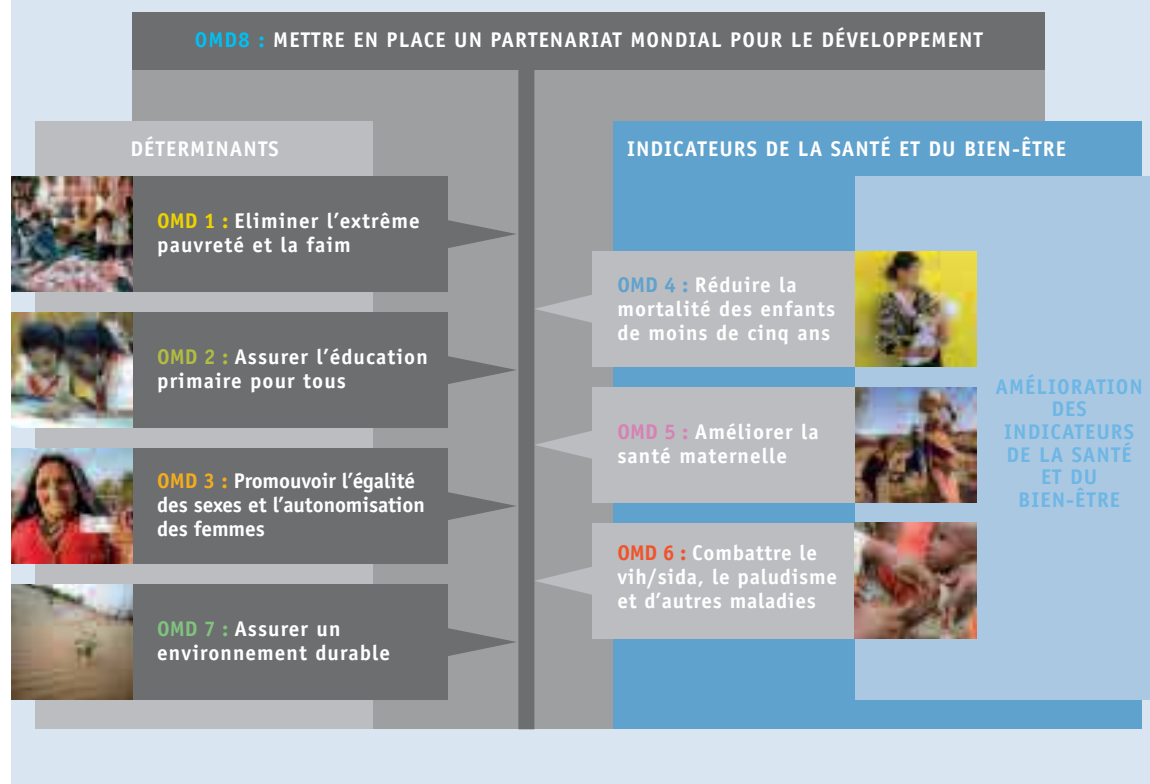 OMD8 : METTRE EN PLACE UN PARTENARIAT MONDIAL POUR LE DÉVELOPPEMENT
DÉTERMINANTS
OMD 1 : Eliminer l’extrême
pauvreté et la faim
OMD 2 : Assurer l’éducation
primaire pour tous
OMD 3 : Promouvoir l’égalité
des sexes et l’autonomisation
des femmes
OMD 7 : Assurer un
environnement durable
INDICATEURS DE LA SANTÉ ET DU BIEN-ÊTRE
OMD 4 : Réduire la
mortalité des enfants
de moins de cinq ans
OMD 5 : Améliorer la
santé maternelle
OMD 6 : Combattre le
vih/sida, le paludisme
et d’autres maladies
AMÉLIORATION
DES
INDICATEURS
DE LA SANTÉ
ET DU
BIEN-ÊTRE